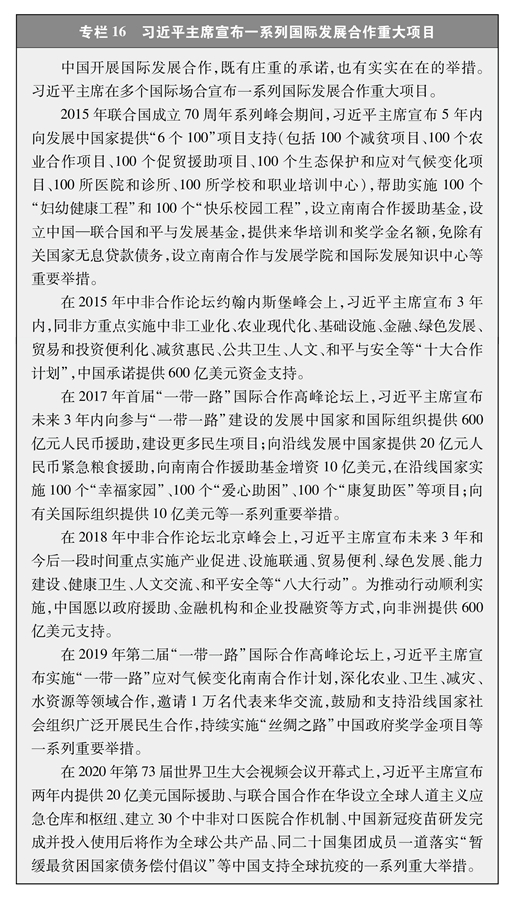 专栏 16 习近平主席宣布一系列国际发展合作重大项目
中国开展国际发展合作，既有庄重的承诺，也有实实在在的举措。
习近平主席在多个国际场合宣布一系列国际发展合作重大项目。
2015 年联合国成立 70 周年系列峰会期间，习近平主席宣布 5 年内
向发展中国家提供“6 个 100”项目支持（包括 100 个减贫项目、100 个农
业合作项目、100 个促贸援助项目、100 个生态保护和应对气候变化项
目、100 所医院和诊所、100 所学校和职业培训中心），帮助实施 100 个
“妇幼健康工程”和 100 个“快乐校园工程”，设立南南合作援助基金，设
立中国—联合国和平与发展基金，提供来华培训和奖学金名额，免除有
关国家无息贷款债务，设立南南合作与发展学院和国际发展知识中心等
重要举措。
在 2015 年中非合作论坛约翰内斯堡峰会上，习近平主席宣布 3 年
内，同非方重点实施中非工业化、农业现代化、基础设施、金融、绿色发展、
贸易和投资便利化、减贫惠民、公共卫生、人文、和平与安全等“十大合作
计划”，中国承诺提供 600 亿美元资金支持。
在 2017 年首届“一带一路”国际合作高峰论坛上，习近平主席宣布
未来 3 年内向参与“一带一路”建设的发展中国家和国际组织提供 600
亿元人民币援助，建设更多民生项目；向沿线发展中国家提供 20 亿元人
民币紧急粮食援助，向南南合作援助基金增资 10 亿美元，在沿线国家实
施 100 个“幸福家园”、100 个“爱心助困”、100 个“康复助医”等项目；向
有关国际组织提供 10 亿美元等一系列重要举措。
在 2018 年中非合作论坛北京峰会上，习近平主席宣布未来 3 年和
今后一段时间重点实施产业促进、设施联通、贸易便利、绿色发展、能力
建设、健康卫生、人文交流、和平安全等“八大行动”。为推动行动顺利实
施，中国愿以政府援助、金融机构和企业投融资等方式，向非洲提供 600
亿美元支持。
在 2019 年第二届“一带一路”国际合作高峰论坛上，习近平主席宣
布实施“一带一路”应对气候变化南南合作计划，深化农业、卫生、减灾、
水资源等领域合作，邀请 1 万名代表来华交流，鼓励和支持沿线国家社
会组织广泛开展民生合作，持续实施“丝绸之路”中国政府奖学金项目等
一系列重要举措。
在 2020 年第 73 届世界卫生大会视频会议开幕式上，习近平主席宣布
两年内提供 20 亿美元国际援助、与联合国合作在华设立全球人道主义应
急仓库和枢纽、建立 30 个中非对口医院合作机制、中国新冠疫苗研发完
成并投入使用后将作为全球公共产品、同二十国集团成员一道落实“暂
缓最贫困国家债务偿付倡议”等中国支持全球抗疫的一系列重大举措。